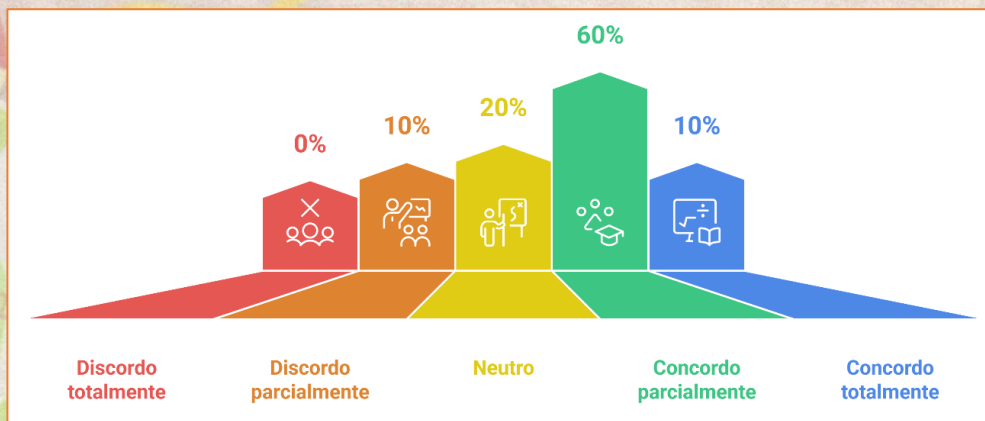 60%
20%
10%
10%
0%
Discordo
totalmente
Discordo
parcialmente
Neutro
Concordo
parcialmente
Concordo
totalmente